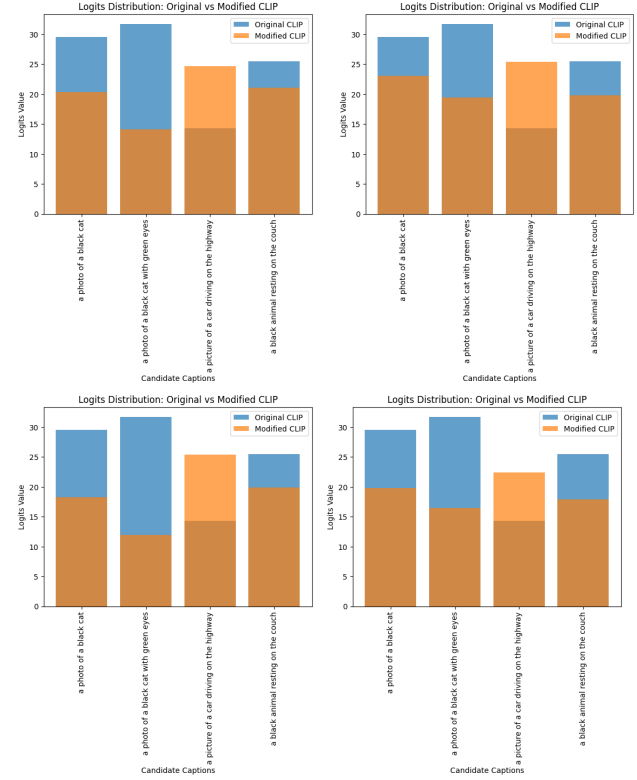 Logits Distribution: Original vs Modified CLIP
Original CLIP
Modified CLIP
Logits Value
30
25
20
15
10
5
0
a photo of a black cat
a photo of a black cat with green eyes
a picture of a car driving on the highway
a black animal resting on the couch
Candidate Captions
Logits Distribution: Original vs Modified CLIP
Original CLIP
Modified CLIP
Logits Value
30
25
20
15
10
5
0
a photo of a black cat
a photo of a black cat with green eyes
a picture of a car driving on the highway
a black animal resting on the couch
Candidate Captions
Logits Distribution: Original vs Modified CLIP
Original CLIP
Modified CLIP
Logits Value
30
25
20
15
10
5
0
a photo of a black cat
a photo of a black cat with green eyes
a picture of a car driving on the highway
a black animal resting on the couch
Candidate Captions
Logits Distribution: Original vs Modified CLIP
Original CLIP
Modified CLIP
Logits Value
30
25
20
15
10
5
0
a photo of a black cat
a photo of a black cat with green eyes
a picture of a car driving on the highway
a black animal resting on the couch
Candidate Captions